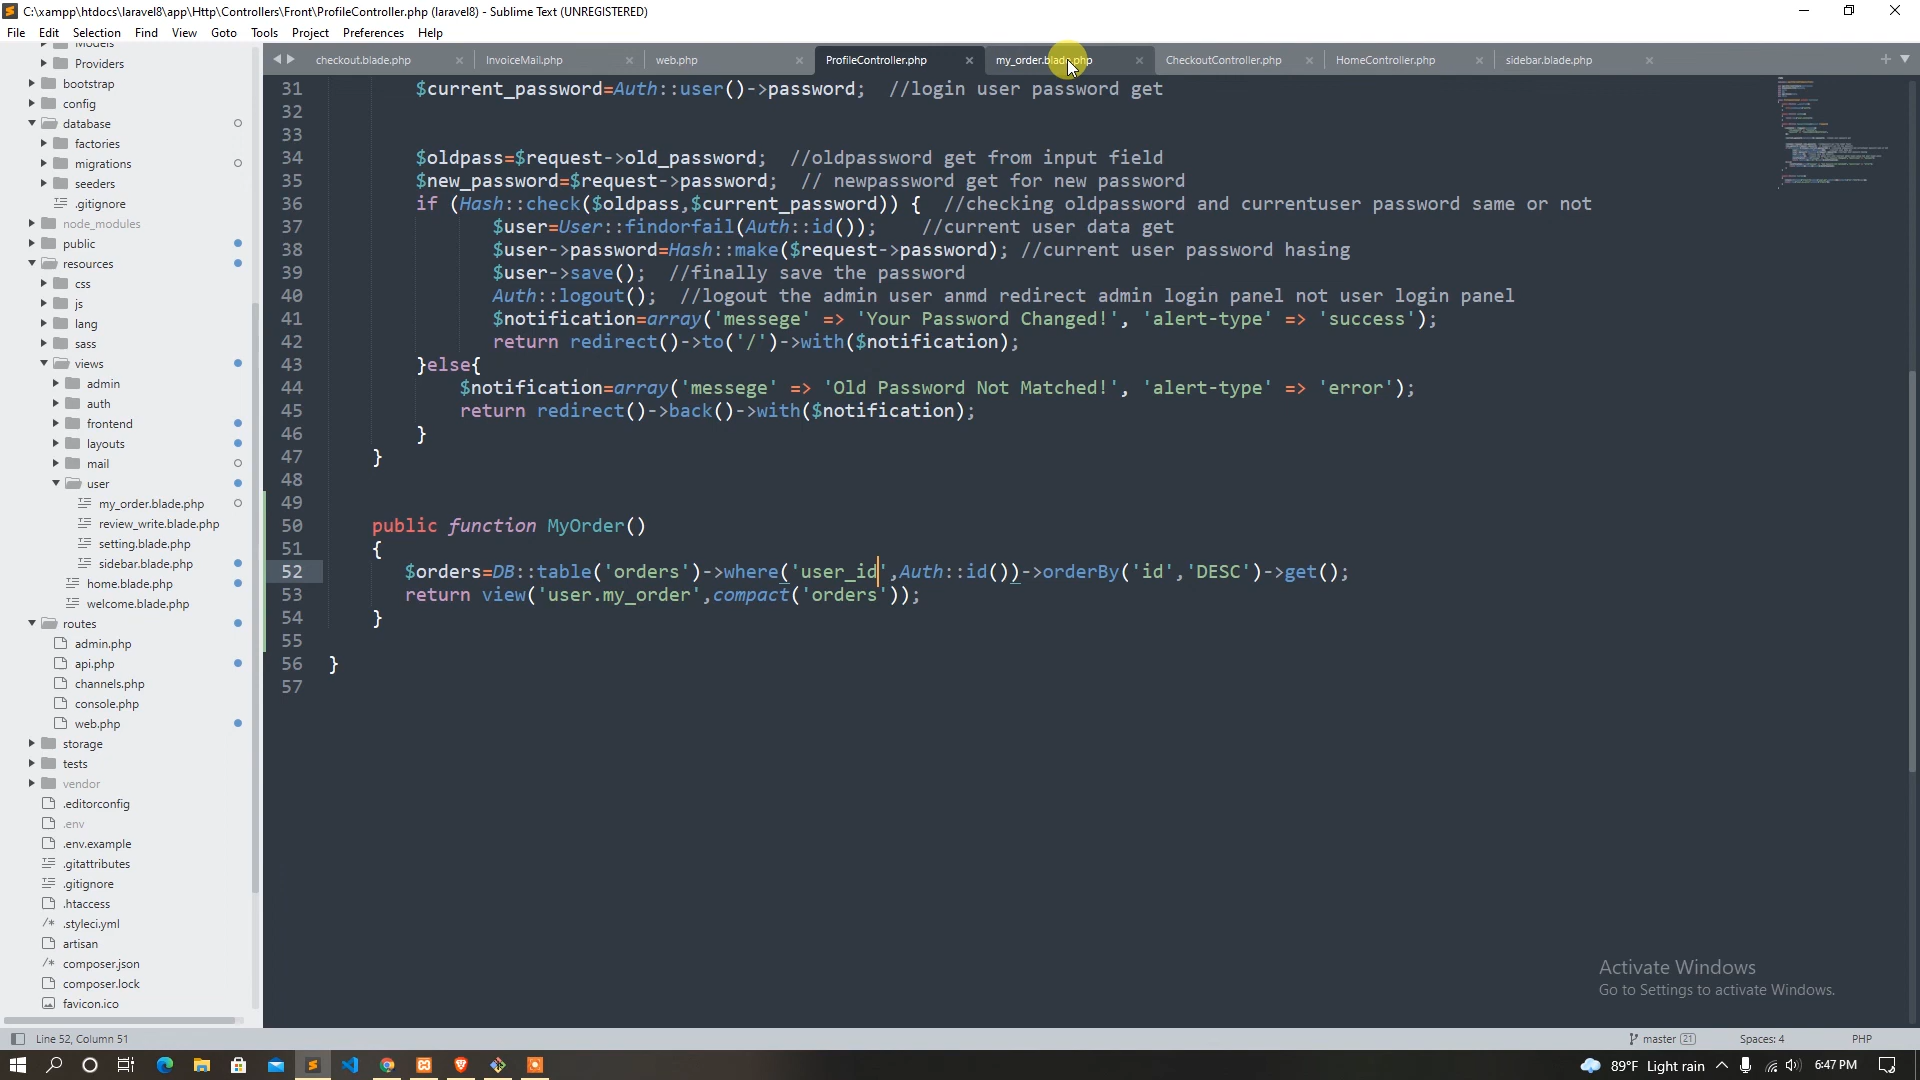 C:\xampp\htdocs\laravel8\app\Http\Controllers\Front\ProfileController.php (laravel8) - Sublime Text (UNREGISTERED)
File Edit Selection Find View Goto Tools Project Preferences Help
Models
Providers
bootstrap
config
database
factories
migrations
seeders
.gitignore
node_modules
public
resources
css
js
lang
sass
views
admin
auth
frontend
layouts
mail
user
my_order.blade.php
review_write.blade.php
setting.blade.php
sidebar.blade.php
home.blade.php
welcome.blade.php
routes
admin.php
api.php
channels.php
console.php
web.php
storage
tests
vendor
.editorconfig
.env
.env.example
.gitattributes
.gitignore
.htaccess
.styleci.yml
artisan
composer.json
composer.lock
favicon.ico
checkout.blade.php InvoiceMail.php web.php ProfileController.php my_order.blade.php CheckoutController.php HomeController.php sidebar.blade.php
31 $current_password=Auth::user()->password; //login user password get
32
33
34 $oldpass=$request->old_password; //oldpassword get from input field
35 $new_password=$request->password; // newpassword get for new password
36 if (Hash::check($oldpass,$current_password)) { //checking oldpassword and currentuser password same or not
37 $user=User::findorfail(Auth::id()); //current user data get
38 $user->password=Hash::make($request->password); //current user password hasing
39 $user->save(); //finally save the password
40 Auth::logout(); //logout the admin user anmd redirect admin login panel not user login panel
41 $notification=array('messege' => 'Your Password Changed!', 'alert-type' => 'success');
42 return redirect()->to('/')->with($notification);
43 }else{
44 $notification=array('messege' => 'Old Password Not Matched!', 'alert-type' => 'error');
45 return redirect()->back()->with($notification);
46 }
47 }
48
49
50 public function MyOrder()
51 {
52 $orders=DB::table('orders')->where('user_id',Auth::id())->orderBy('id','DESC')->get();
53 return view('user.my_order',compact('orders'));
54 }
55
56 }
57
Activate Windows
Go to Settings to activate Windows.
Line 52, Column 51 master 21 Spaces: 4 PHP
89°F Light rain 6:47 PM